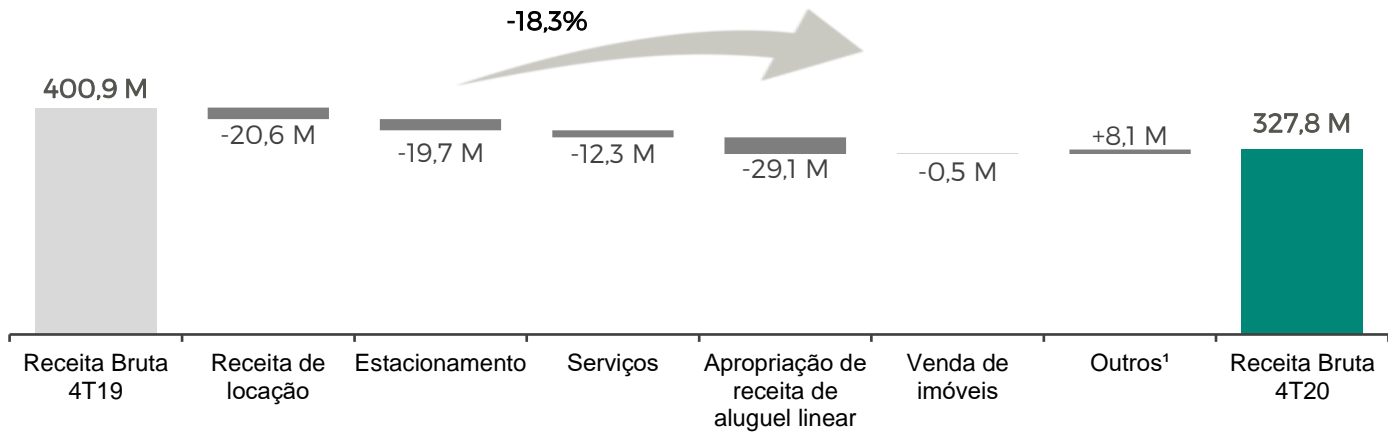 -18,3%
400,9 M
-20,6 M
-19,7 M
-12,3 M
-29,1 M
-0,5 M
+8,1 M
327,8 M
Receita Bruta
4T19
Receita de
locação
Estacionamento
Serviços
Apropriação de
receita de
aluguel linear
Venda de
imóveis
Outros¹
Receita Bruta
4T20